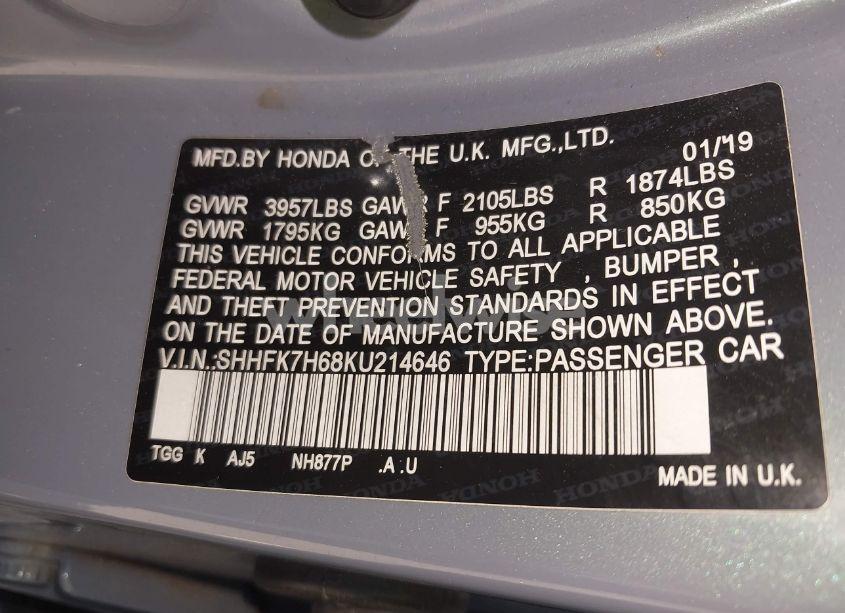 MFD.BY HONDA OF THE U.K. MFG.,LTD. 01/19
GVWR 3957LBS GAWR F 2105LBS R 1874LBS
GVWR 1795KG GAWR F 955KG R 850KG
THIS VEHICLE CONFORMS TO ALL APPLICABLE
FEDERAL MOTOR VEHICLE SAFETY , BUMPER ,
AND THEFT PREVENTION STANDARDS IN EFFECT
ON THE DATE OF MANUFACTURE SHOWN ABOVE.
V.I.N.:SHHFK7H68KU214646 TYPE:PASSENGER CAR
TGG K AJ5 NH877P .A .U
MADE IN U.K.